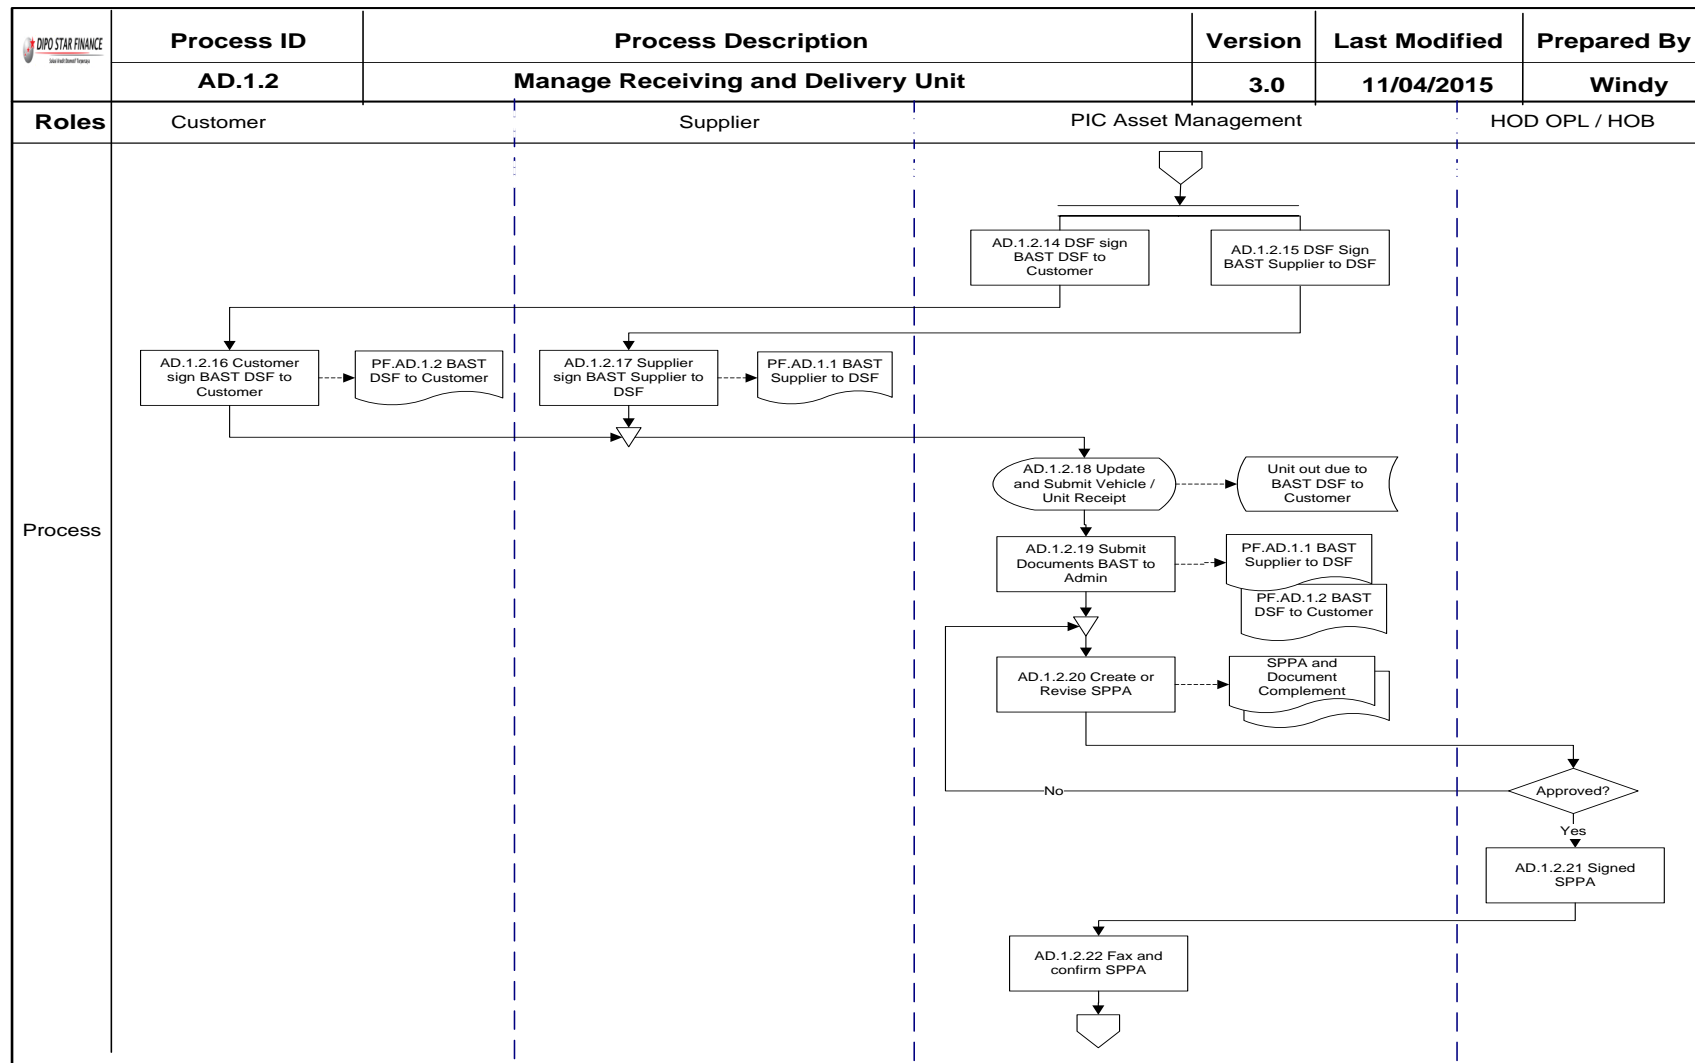 DIPO STAR FINANCE
Process ID
Process Description
Version
Last Modified
Prepared By
AD.1.2
Manage Receiving and Delivery Unit
3.0
11/04/2015
Windy
Roles
Customer
Supplier
PIC Asset Management
HOD OPL / HOB
Process
AD.1.2.14 DSF sign
BAST DSF to
Customer
AD.1.2.15 DSF Sign
BAST Supplier to DSF
AD.1.2.16 Customer
sign BAST DSF to
Customer
PF.AD.1.2 BAST
DSF to Customer
AD.1.2.17 Supplier
sign BAST Supplier to
DSF
PF.AD.1.1 BAST
Supplier to DSF
AD.1.2.18 Update
and Submit Vehicle /
Unit Receipt
Unit out due to
BAST DSF to
Customer
AD.1.2.19 Submit
Documents BAST to
Admin
PF.AD.1.1 BAST
Supplier to DSF
PF.AD.1.2 BAST
DSF to Customer
AD.1.2.20 Create or
Revise SPPA
SPPA and
Document
Complement
Approved?
No
Yes
AD.1.2.21 Signed
SPPA
AD.1.2.22 Fax and
confirm SPPA